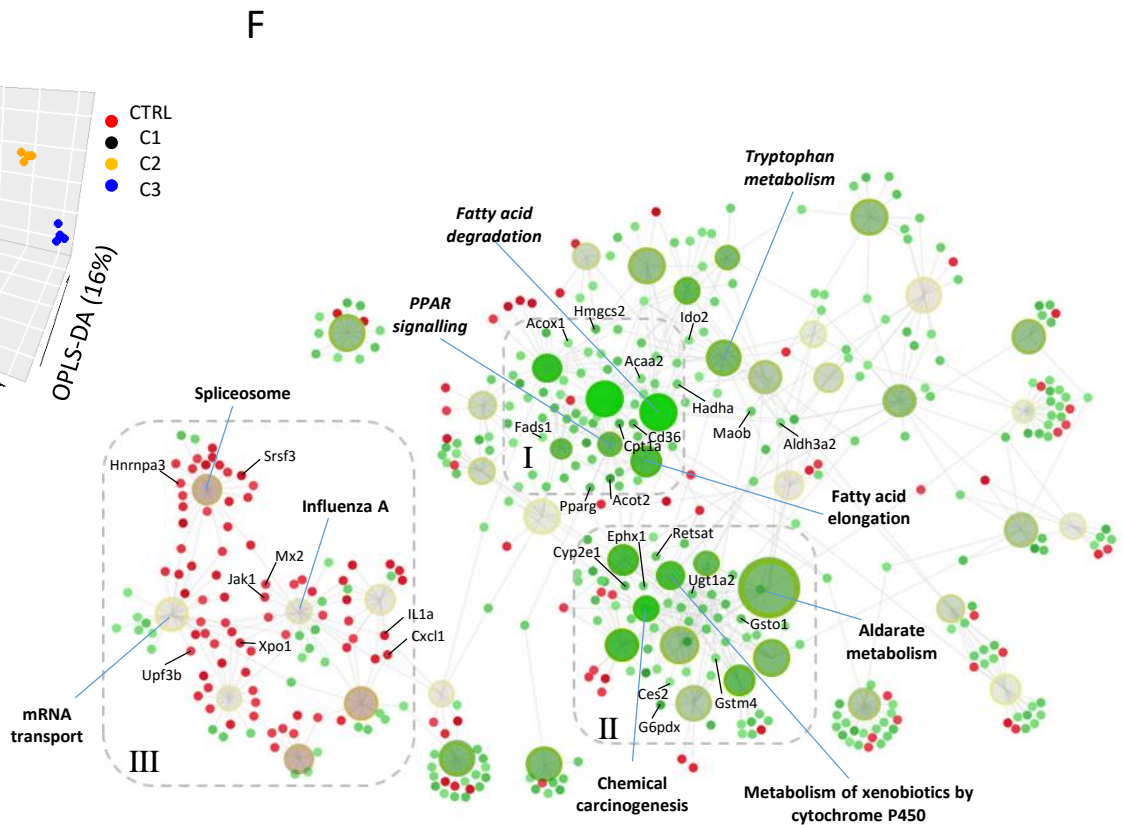 F
CTRL
C1
C2
C3
OPLS-DA (16%)
Tryptophan
metabolism
Fatty acid
degradation
PPAR
signalling
Hmgcs2
Acox1
Ido2
Acaa2
Hadha
Maob
Aldh3a2
Fads1
Cd36
Cpt1a
I
Pparg
Acot2
Fatty acid
elongation
Spliceosome
Hnrnpa3
Srsf3
Influenza A
Mx2
Jak1
IL1a
Cxcl1
Xpo1
Upf3b
mRNA
transport
III
Ephx1
Retsat
Cyp2e1
Ugt1a2
Gsto1
Aldarate
metabolism
Ces2
Gstm4
G6pdx
II
Chemical
carcinogenesis
Metabolism of xenobiotics by
cytochrome P450